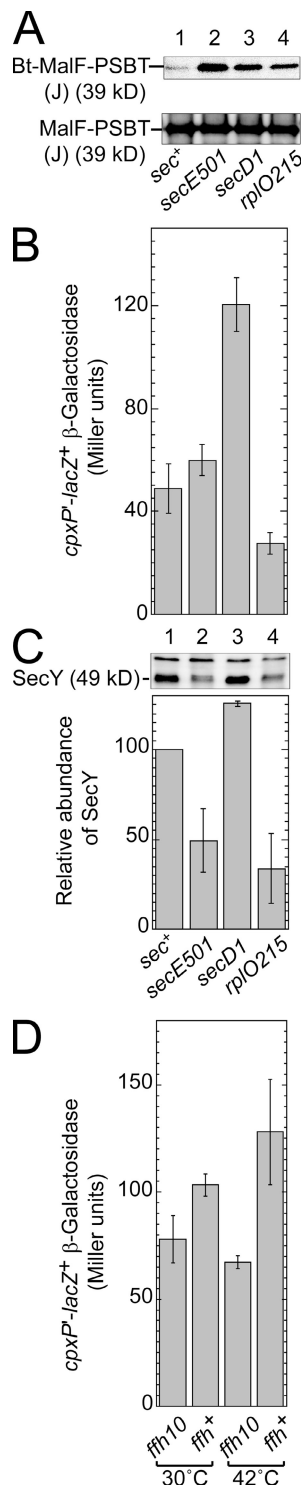 A
1 2 3 4
Bt-MalF-PSBT
(J) (39 kD)
MalF-PSBT
(J) (39 kD)
sec+ secE501 secD1 rplO215
B
cpxP'-lacZ+ β-Galactosidase
(Miller units)
120
80
40
0
C
1 2 3 4
SecY (49 kD)
Relative abundance
of SecY
100
50
0
sec+ secE501 secD1 rplO215
D
cpxP'-lacZ+ β-Galactosidase
(Miller units)
150
100
50
0
ffh10 ffh+ ffh10 ffh+
30˚C 42˚C